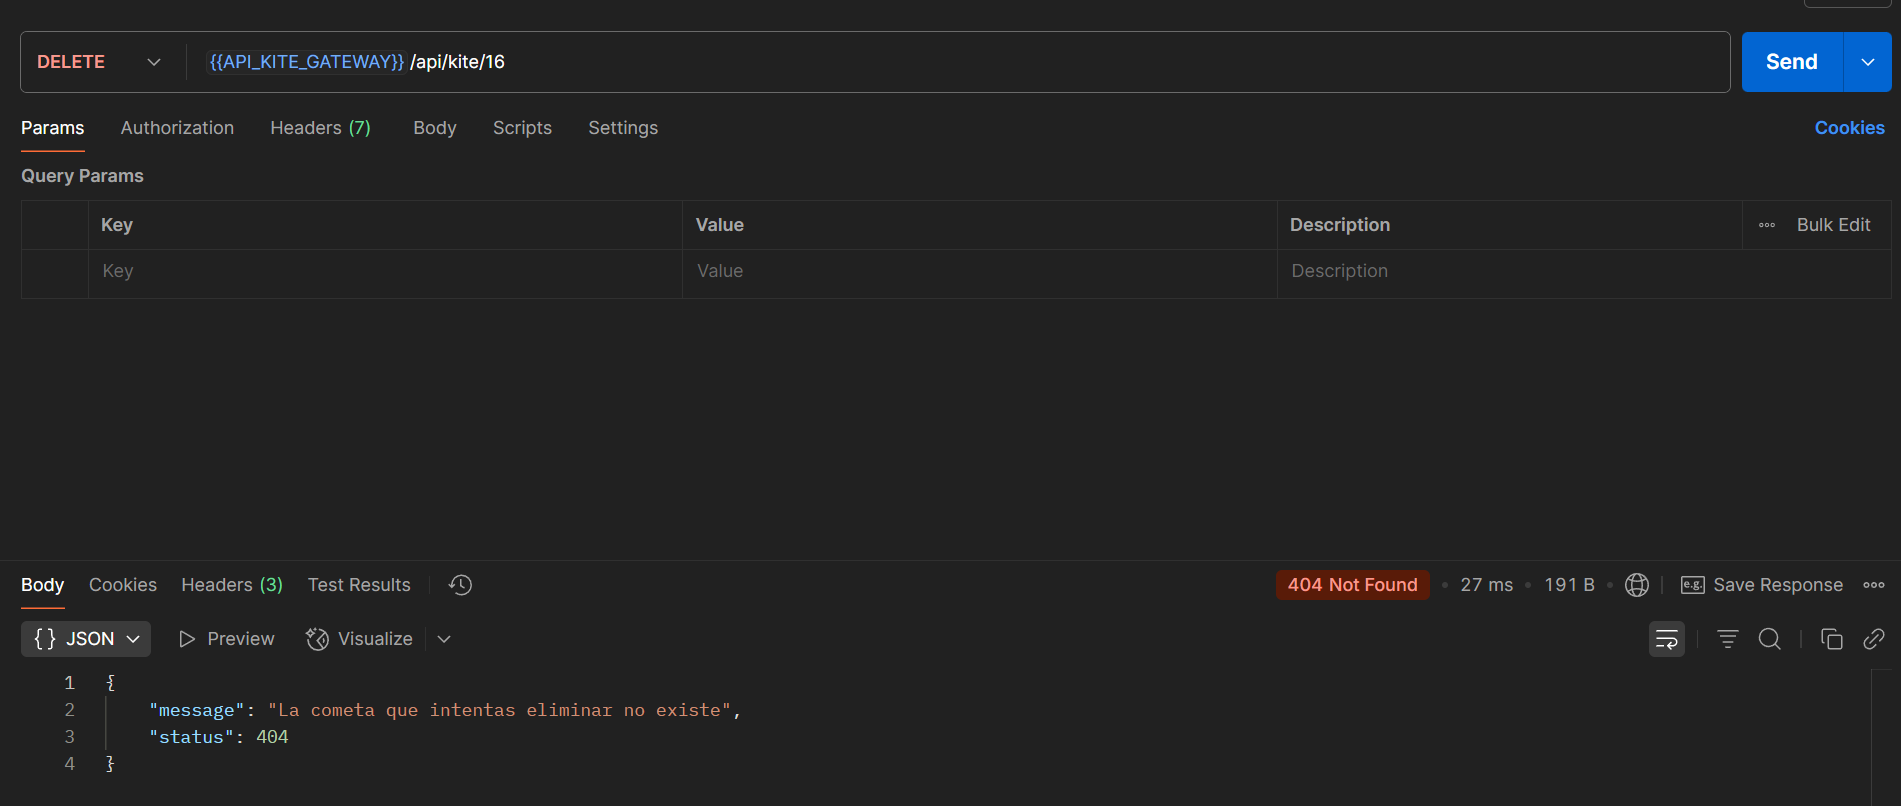 DELETE {{API_KITE_GATEWAY}} /api/kite/16 Send
Params Authorization Headers (7) Body Scripts Settings Cookies
Query Params
Key Value Description Bulk Edit
Key Value Description
Body Cookies Headers (3) Test Results 404 Not Found • 27 ms • 191 B • e.g. Save Response
{} JSON Preview Visualize
1 {
2 "message": "La cometa que intentas eliminar no existe",
3 "status": 404
4 }